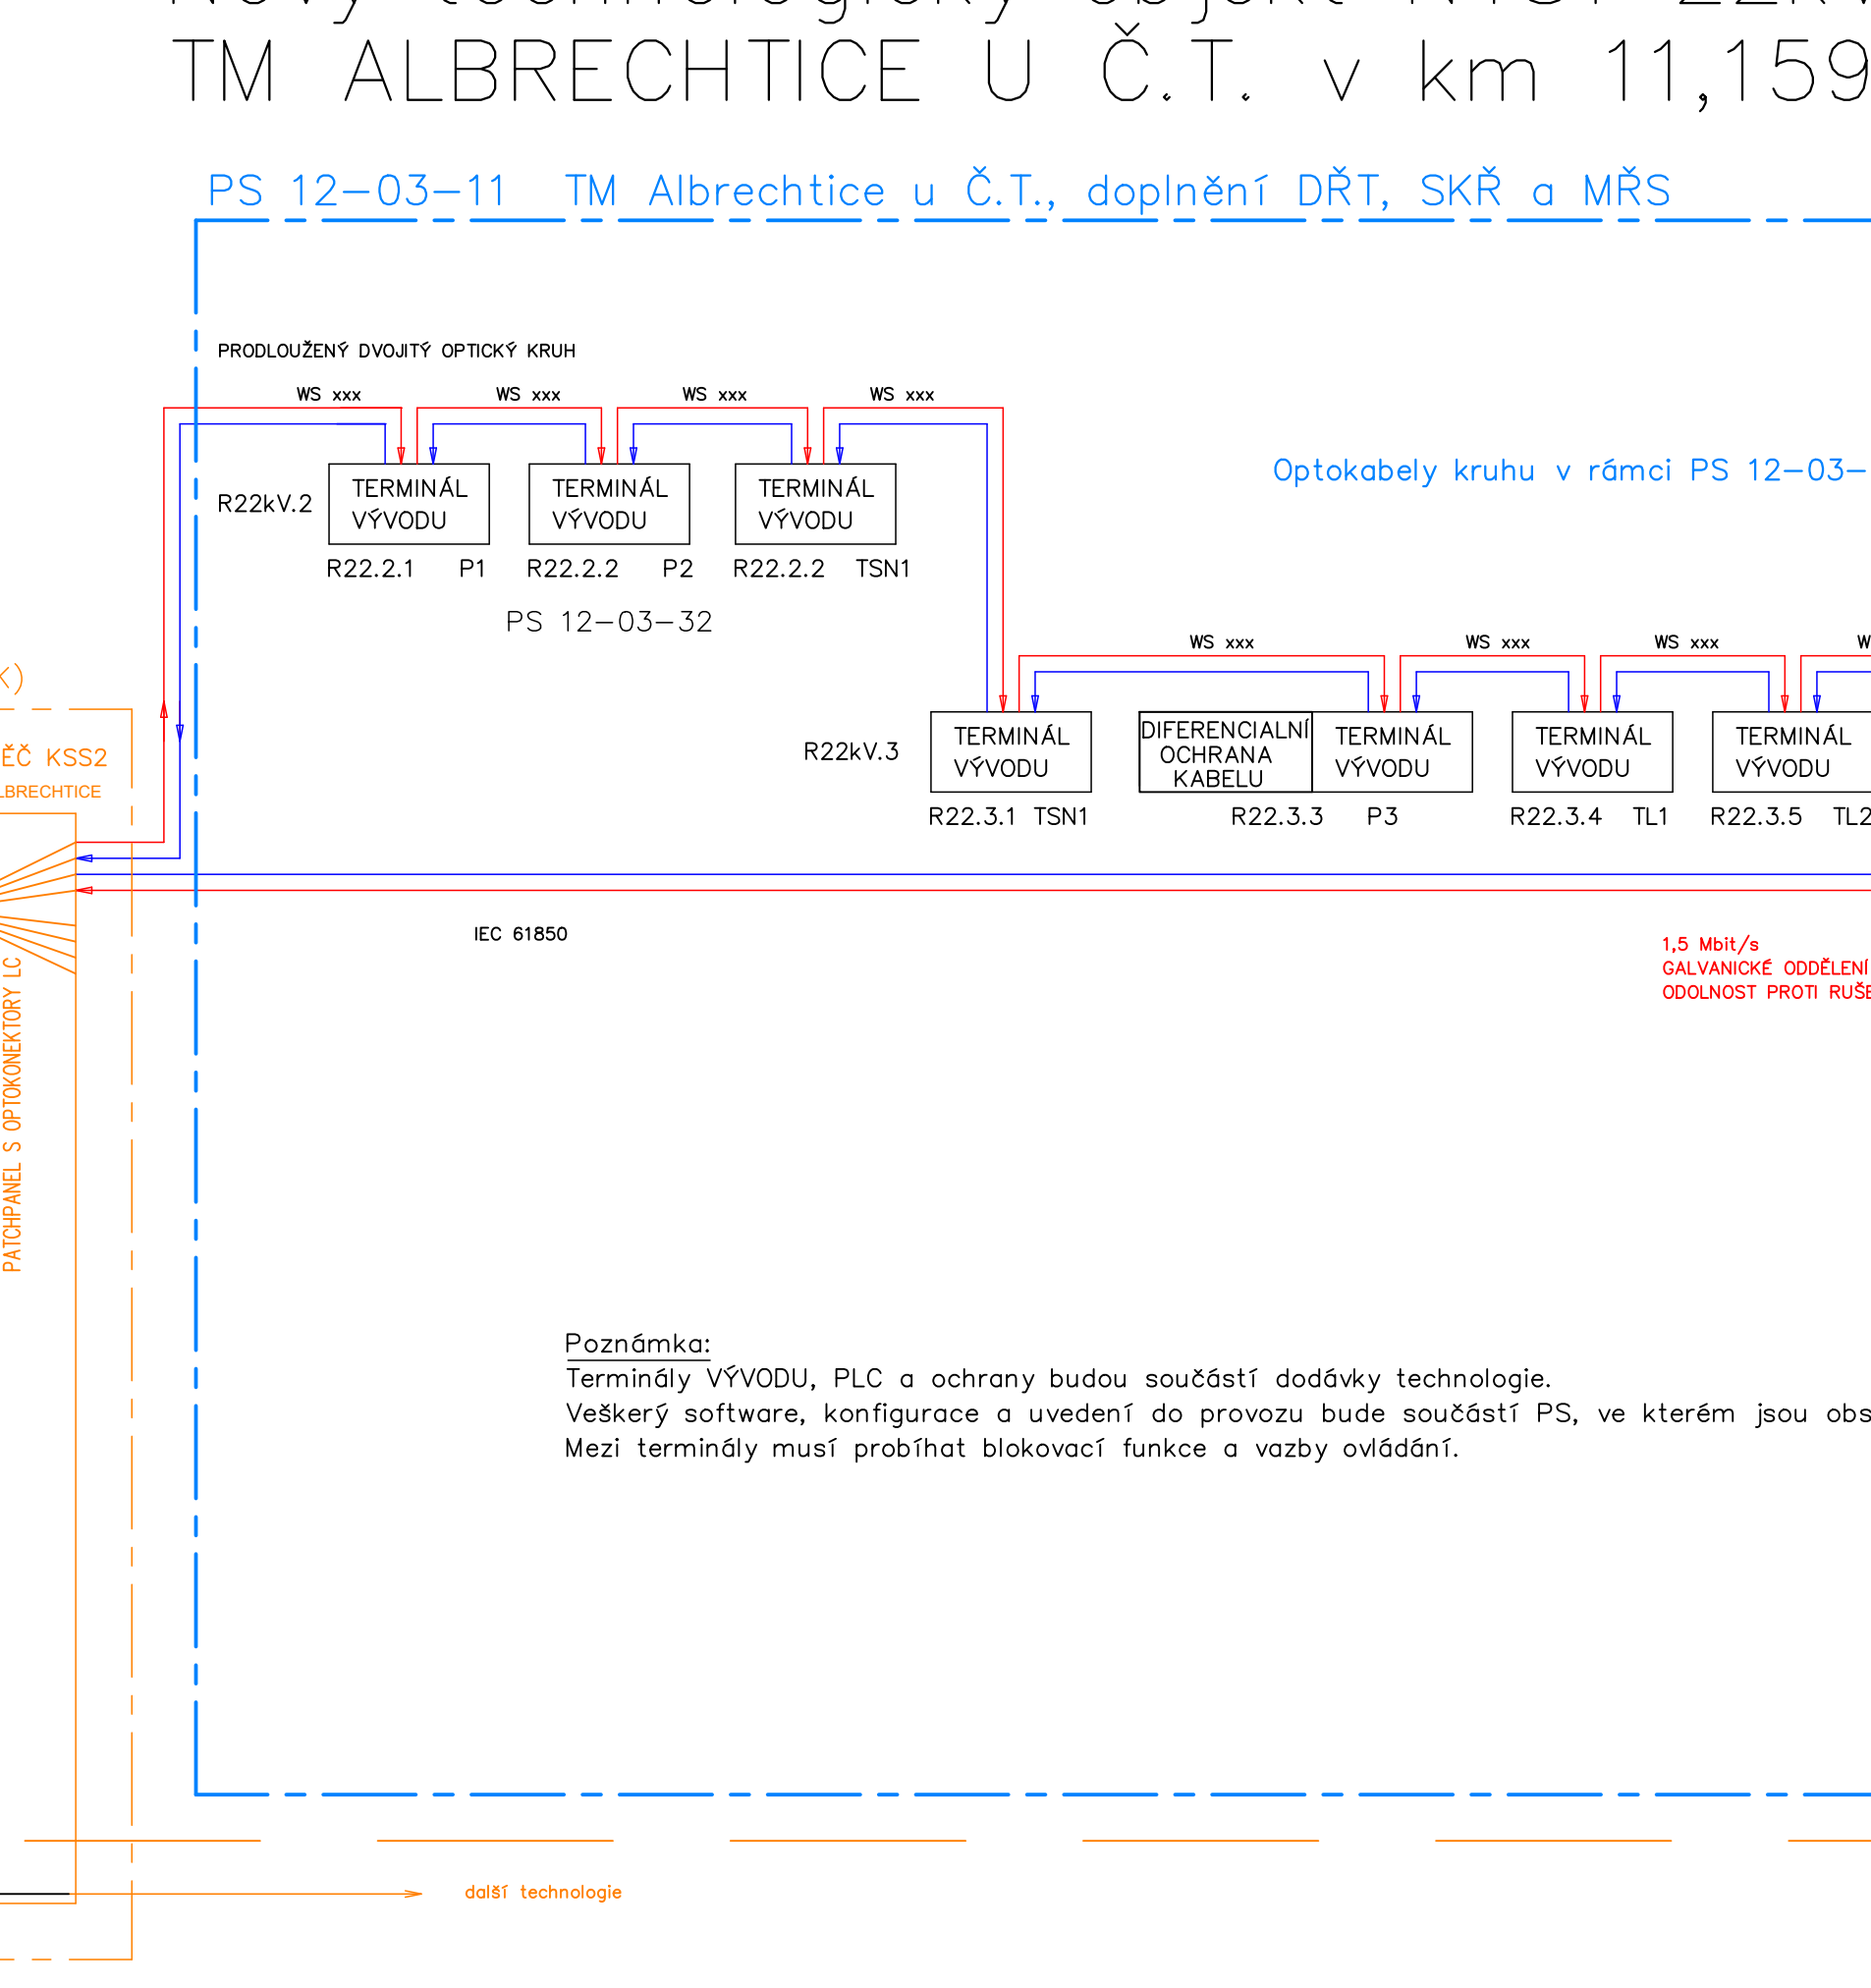 TM ALBRECHTICE U Č.T. v km 11,159
PS 12-03-11 TM Albrechtice u Č.T., doplnění DŘT, SKŘ a MŘS
PRODLOUŽENÝ DVOJITÝ OPTICKÝ KRUH
WS xxx WS xxx WS xxx WS xxx
Optokabely kruhu v rámci PS 12-03-
R22kV.2
TERMINÁL
VÝVODU
TERMINÁL
VÝVODU
TERMINÁL
VÝVODU
R22.2.1 P1 R22.2.2 P2 R22.2.2 TSN1
PS 12-03-32
WS xxx WS xxx WS xxx
R22kV.3
TERMINÁL
VÝVODU
DIFERENCIALNÍ
OCHRANA
KABELU
TERMINÁL
VÝVODU
TERMINÁL
VÝVODU
TERMINÁL
VÝVODU
R22.3.1 TSN1 R22.3.3 P3 R22.3.4 TL1 R22.3.5 TL2
KSS2
IEC 61850
1,5 Mbit/s
GALVANICKÉ ODDĚLENÍ
ODOLNOST PROTI
PATCHPANEL S OPTOKONEKTORY LC
Poznámka:
Terminály VÝVODU, PLC a ochrany budou součástí dodávky technologie.
Veškerý software, konfigurace a uvedení do provozu bude součástí PS, ve kterém jsou
Mezi terminály musí probíhat blokovací funkce a vazby ovládání.
další technologie